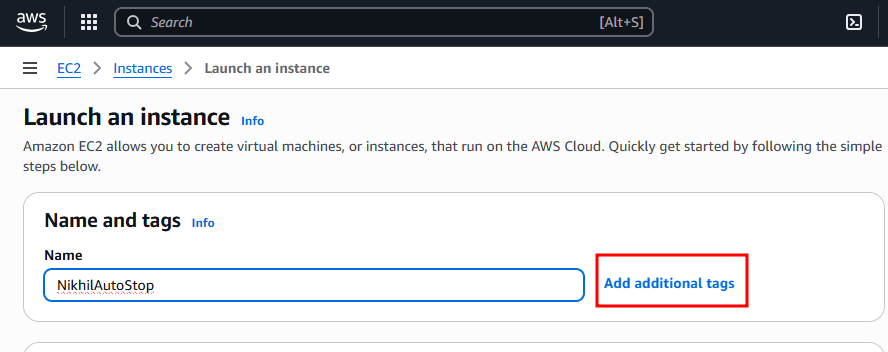 aws Search [Alt+S]
EC2 > Instances > Launch an instance
Launch an instance Info
Amazon EC2 allows you to create virtual machines, or instances, that run on the AWS Cloud. Quickly get started by following the simple
steps below.
Name and tags Info
Name
NikhilAutoStop Add additional tags